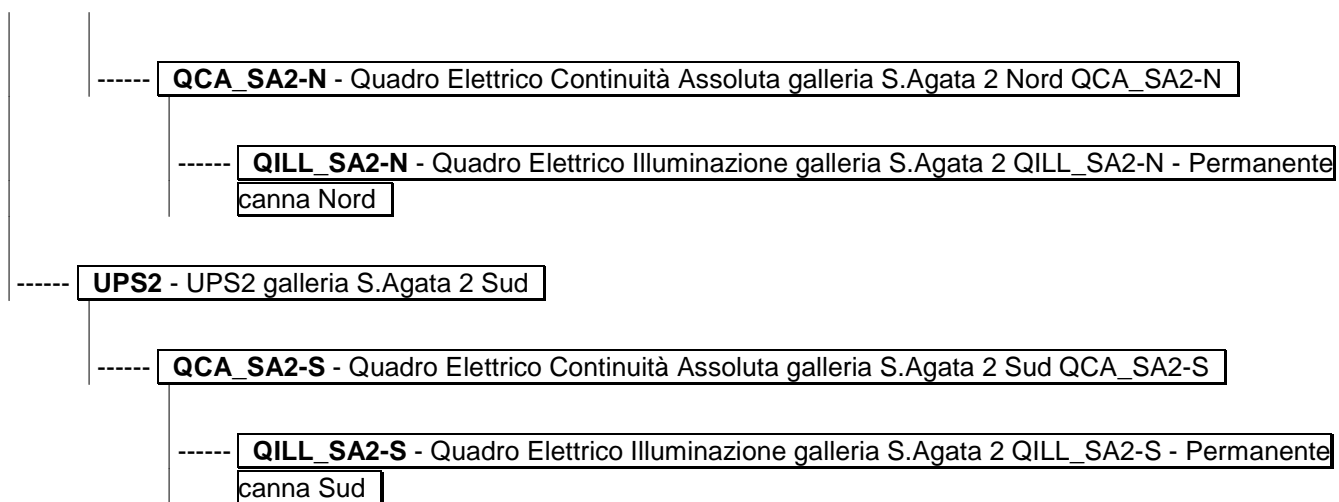 ------ QCA_SA2-N - Quadro Elettrico Continuità Assoluta galleria S.Agata 2 Nord QCA_SA2-N
------ QILL_SA2-N - Quadro Elettrico Illuminazione galleria S.Agata 2 QILL_SA2-N - Permanente
canna Nord
------ UPS2 - UPS2 galleria S.Agata 2 Sud
------ QCA_SA2-S - Quadro Elettrico Continuità Assoluta galleria S.Agata 2 Sud QCA_SA2-S
------ QILL_SA2-S - Quadro Elettrico Illuminazione galleria S.Agata 2 QILL_SA2-S - Permanente
canna Sud